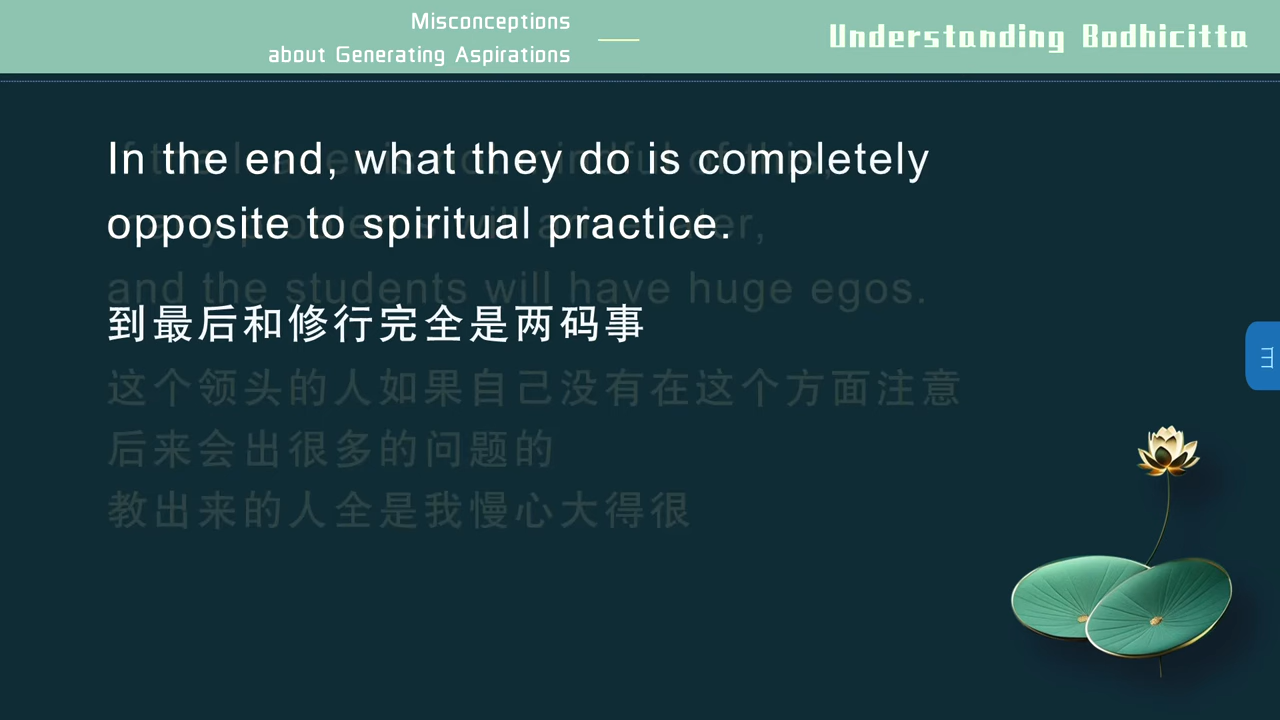 Misconceptions
about Generating Aspirations
Understanding Bodhicitta
In the end, what they do is completely
opposite to spiritual practice.
and the students will have huge egos.
到最后和修行完全是两码事
这个领头的人如果自己没有在这个方面注意
后来会出很多的问题的
教出来的人全是我慢心大得很